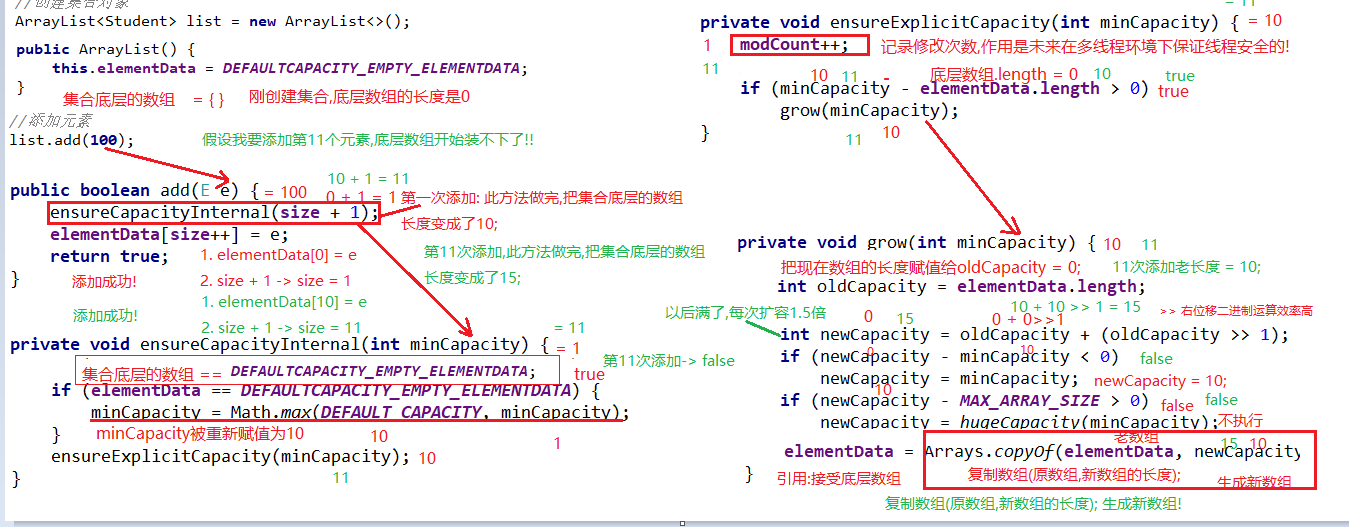 //创建集合对象
ArrayList<Student> list = new ArrayList<>();
public ArrayList() {
this.elementData = DEFAULTCAPACITY_EMPTY_ELEMENTDATA;
}
集合底层的数组 = { } 刚创建集合,底层数组的长度是0
//添加元素
list.add(100);
假设我要添加第11个元素,底层数组开始装不下了!!
10 + 1 = 11
public boolean add(E e) { = 100 0 + 1 = 1
ensureCapacityInternal(size + 1);
第一次添加: 此方法做完,把集合底层的数组
长度变成了10;
elementData[size++] = e;
return true;
}
1. elementData[0] = e
添加成功!
2. size + 1 -> size = 1
第11次添加,此方法做完,把集合底层的数组
长度变成了15;
1. elementData[10] = e
添加成功!
2. size + 1 -> size = 11
= 11
private void ensureCapacityInternal(int minCapacity) { = 1
集合底层的数组 == DEFAULTCAPACITY_EMPTY_ELEMENTDATA;
true
第11次添加-> false
if (elementData == DEFAULTCAPACITY_EMPTY_ELEMENTDATA) {
minCapacity = Math.max(DEFAULT_CAPACITY, minCapacity);
}
minCapacity被重新赋值为10
10
1
ensureExplicitCapacity(minCapacity); 10
11
}
= 11
private void ensureExplicitCapacity(int minCapacity) { = 10
1
modCount++;
记录修改次数,作用是未来在多线程环境下保证线程安全的!
11
10 11 - 底层数组.length = 0 10 true
if (minCapacity - elementData.length > 0) true
grow(minCapacity);
10
11
}
private void grow(int minCapacity) { 10 11
把现在数组的长度赋值给oldCapacity = 0; 11次添加老长度 = 10;
int oldCapacity = elementData.length;
以后满了,每次扩容1.5倍
10 + 10 >> 1 = 15
>> 右位移二进制运算效率高
0 15 0 + 0>>1
int newCapacity = oldCapacity + (oldCapacity >> 1);
0 10
if (newCapacity - minCapacity < 0) false
newCapacity = minCapacity; newCapacity = 10;
10
if (newCapacity - MAX_ARRAY_SIZE > 0) false false
newCapacity = hugeCapacity(minCapacity); 不执行
老数组 15 10
elementData = Arrays.copyOf(elementData, newCapacity
} 引用:接受底层数组
复制数组(原数组,新数组的长度); 生成新数组
复制数组(原数组,新数组的长度); 生成新数组!